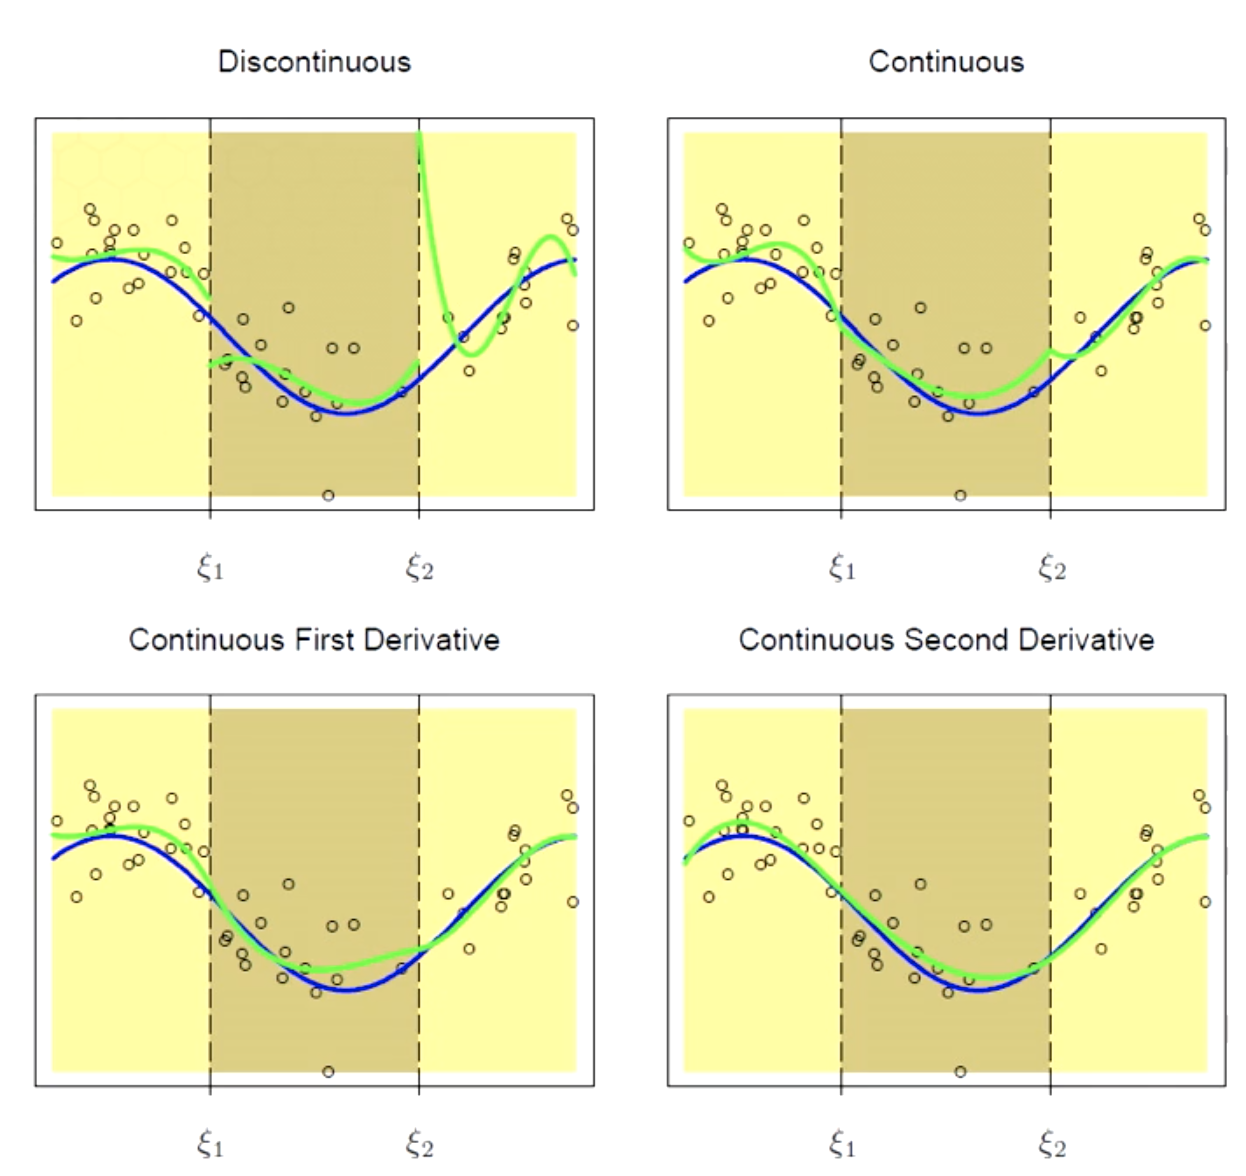 Discontinuous
Continuous
ξ1
ξ2
ξ1
ξ2
Continuous First Derivative
Continuous Second Derivative
ξ1
ξ2
ξ1
ξ2